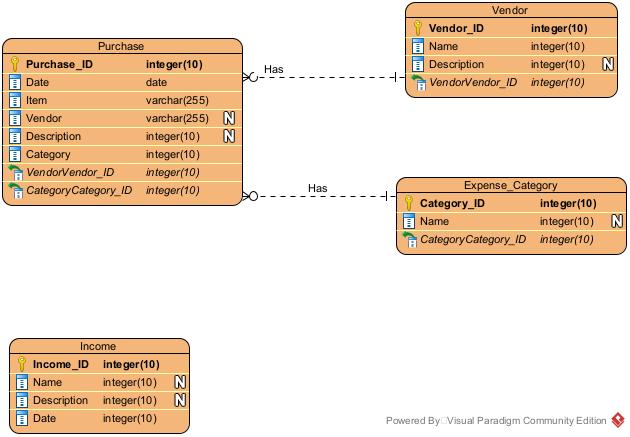 Vendor
Vendor_ID integer(10)
Name integer(10)
Description integer(10) N
VendorVendor_ID integer(10)
Purchase
Purchase_ID integer(10)
Date date
Item varchar(255)
Vendor varchar(255) N
Description integer(10) N
Category integer(10)
VendorVendor_ID integer(10)
CategoryCategory_ID integer(10)
Has
Has
Expense_Category
Category_ID integer(10)
Name integer(10) N
CategoryCategory_ID integer(10)
Income
Income_ID integer(10)
Name integer(10) N
Description integer(10) N
Date integer(10)
Powered By Visual Paradigm Community Edition